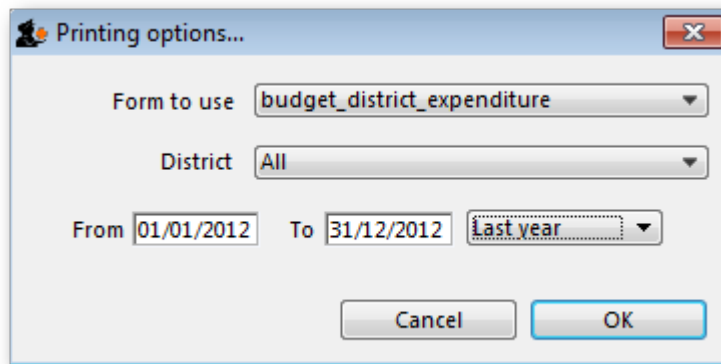 Printing options...
Form to use budget_district_expenditure
District All
From 01/01/2012 To 31/12/2012 Last year
Cancel OK